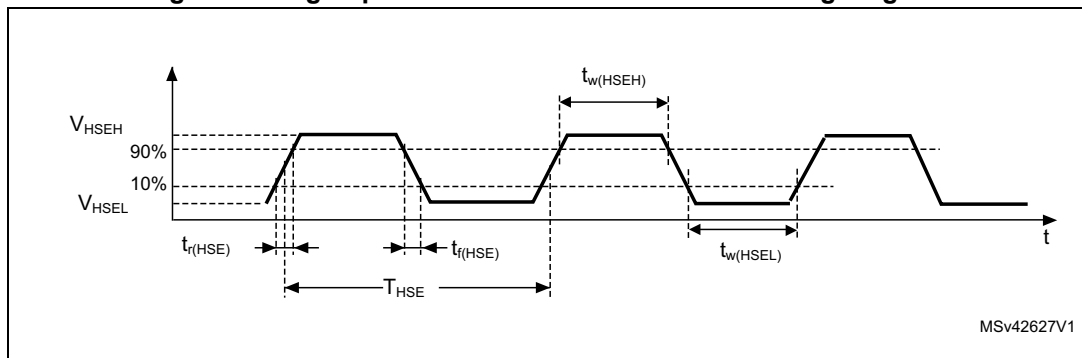 t_w(HSEH)
V_HSEH
90%
10%
V_HSEL
t_r(HSE)
t_f(HSE)
t_w(HSEL)
t
T_HSE
MSv42627V1